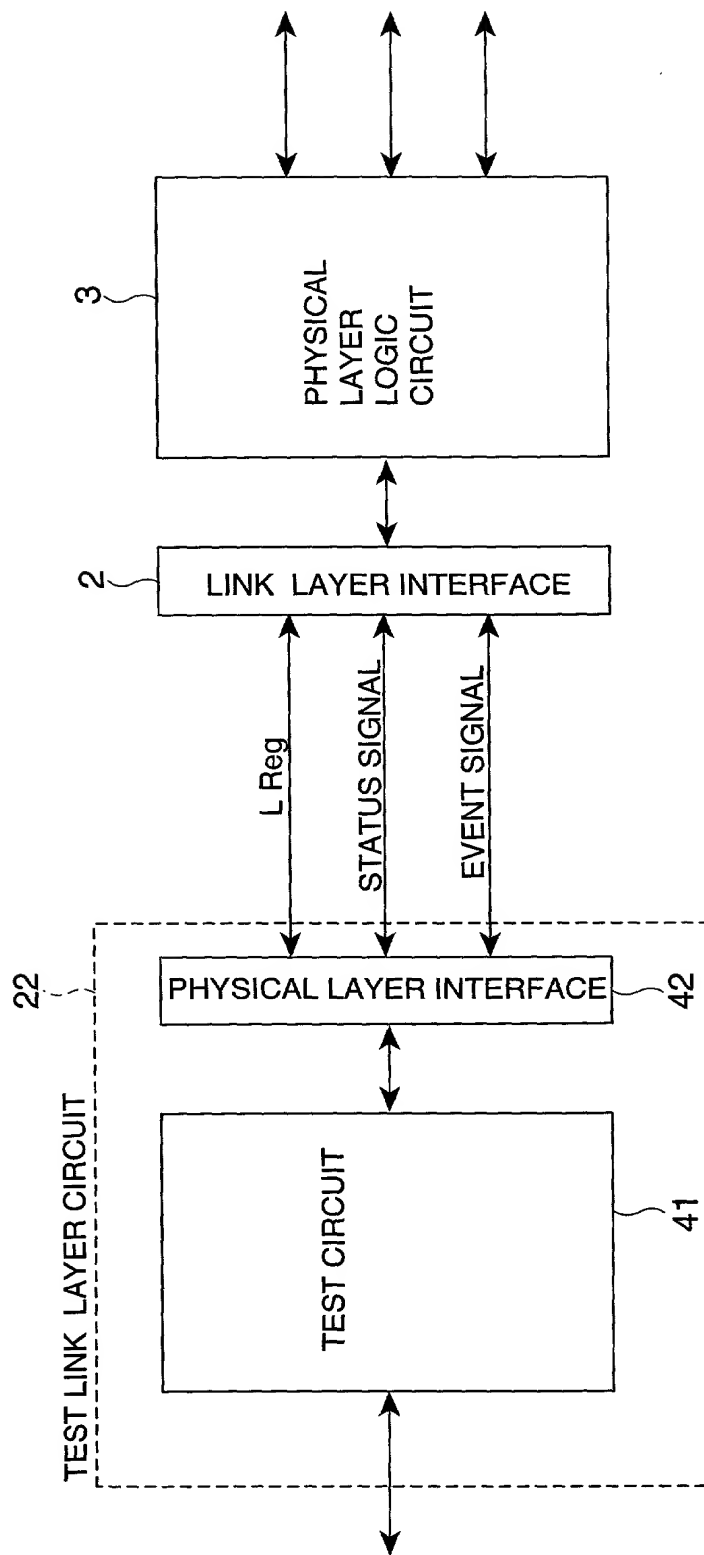 TEST LINK LAYER CIRCUIT
22
TEST CIRCUIT
41
PHYSICAL LAYER INTERFACE
42
L Reg
STATUS SIGNAL
EVENT SIGNAL
2
LINK LAYER INTERFACE
3
PHYSICAL
LAYER
LOGIC
CIRCUIT